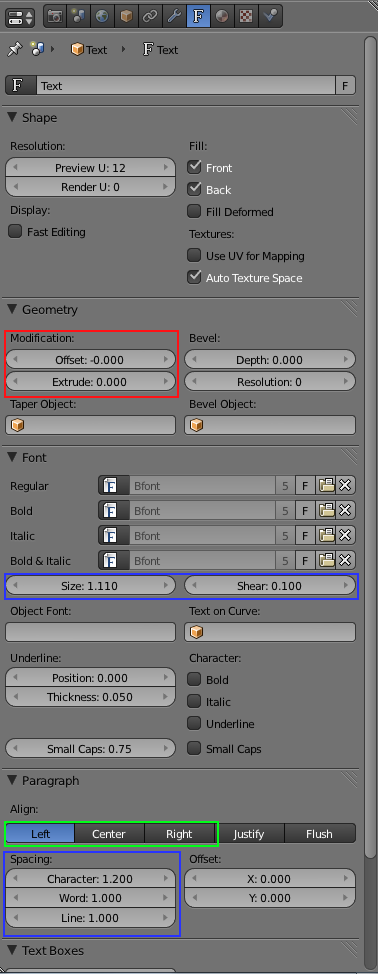 Text
F Text
F Text F
Shape
Resolution: Fill:
Preview U: 12 Front
Render U: 0 Back
Display: Fill Deformed
Fast Editing Textures:
Use UV for Mapping
Auto Texture Space
Geometry
Modification: Bevel:
Offset: -0.000 Depth: 0.000
Extrude: 0.000 Resolution: 0
Taper Object: Bevel Object:
Font
Regular F Bfont 5 F
Bold F Bfont 5 F
Italic F Bfont 5 F
Bold & Italic F Bfont 5 F
Size: 1.110 Shear: 0.100
Object Font: Text on Curve:
Underline: Character:
Position: 0.000 Bold
Thickness: 0.050 Italic
Underline
Small Caps: 0.75 Small Caps
Paragraph
Align:
Left Center Right Justify Flush
Spacing: Offset:
Character: 1.200 X: 0.000
Word: 1.000 Y: 0.000
Line: 1.000
Text Boxes